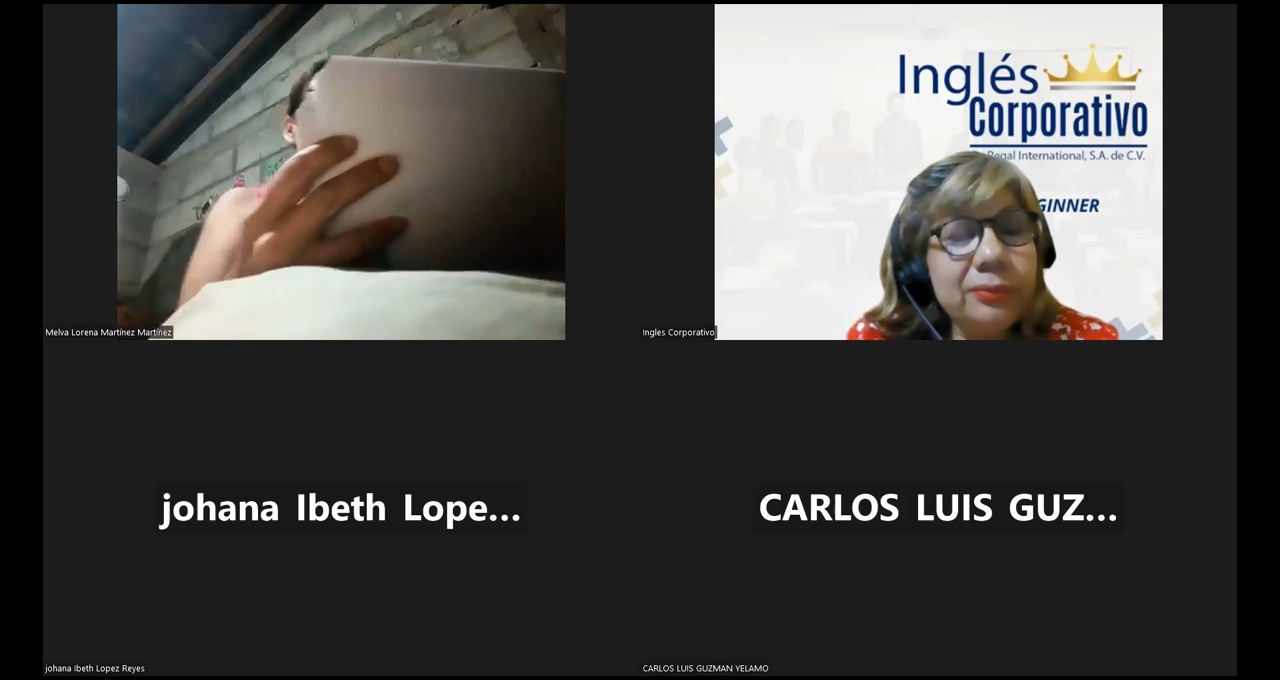 Inglés
Corporativo
Regal International, S.A. de C.V.
GINNER
Melva Lorena Martínez Martínez
Ingles Corporativo
johana Ibeth Lope...
CARLOS LUIS GUZ...
johana Ibeth Lopez Reyes
CARLOS LUIS GUZMAN YELAMO